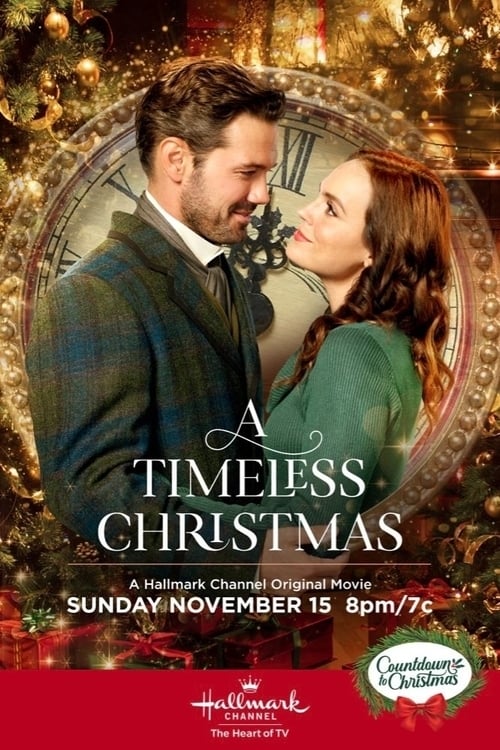 XII
A
TIMELESS
CHRISTMAS
A Hallmark Channel Original Movie
SUNDAY NOVEMBER 15 8pm/7c
Countdown
to Christmas
Hallmark
CHANNEL
The Heart of TV